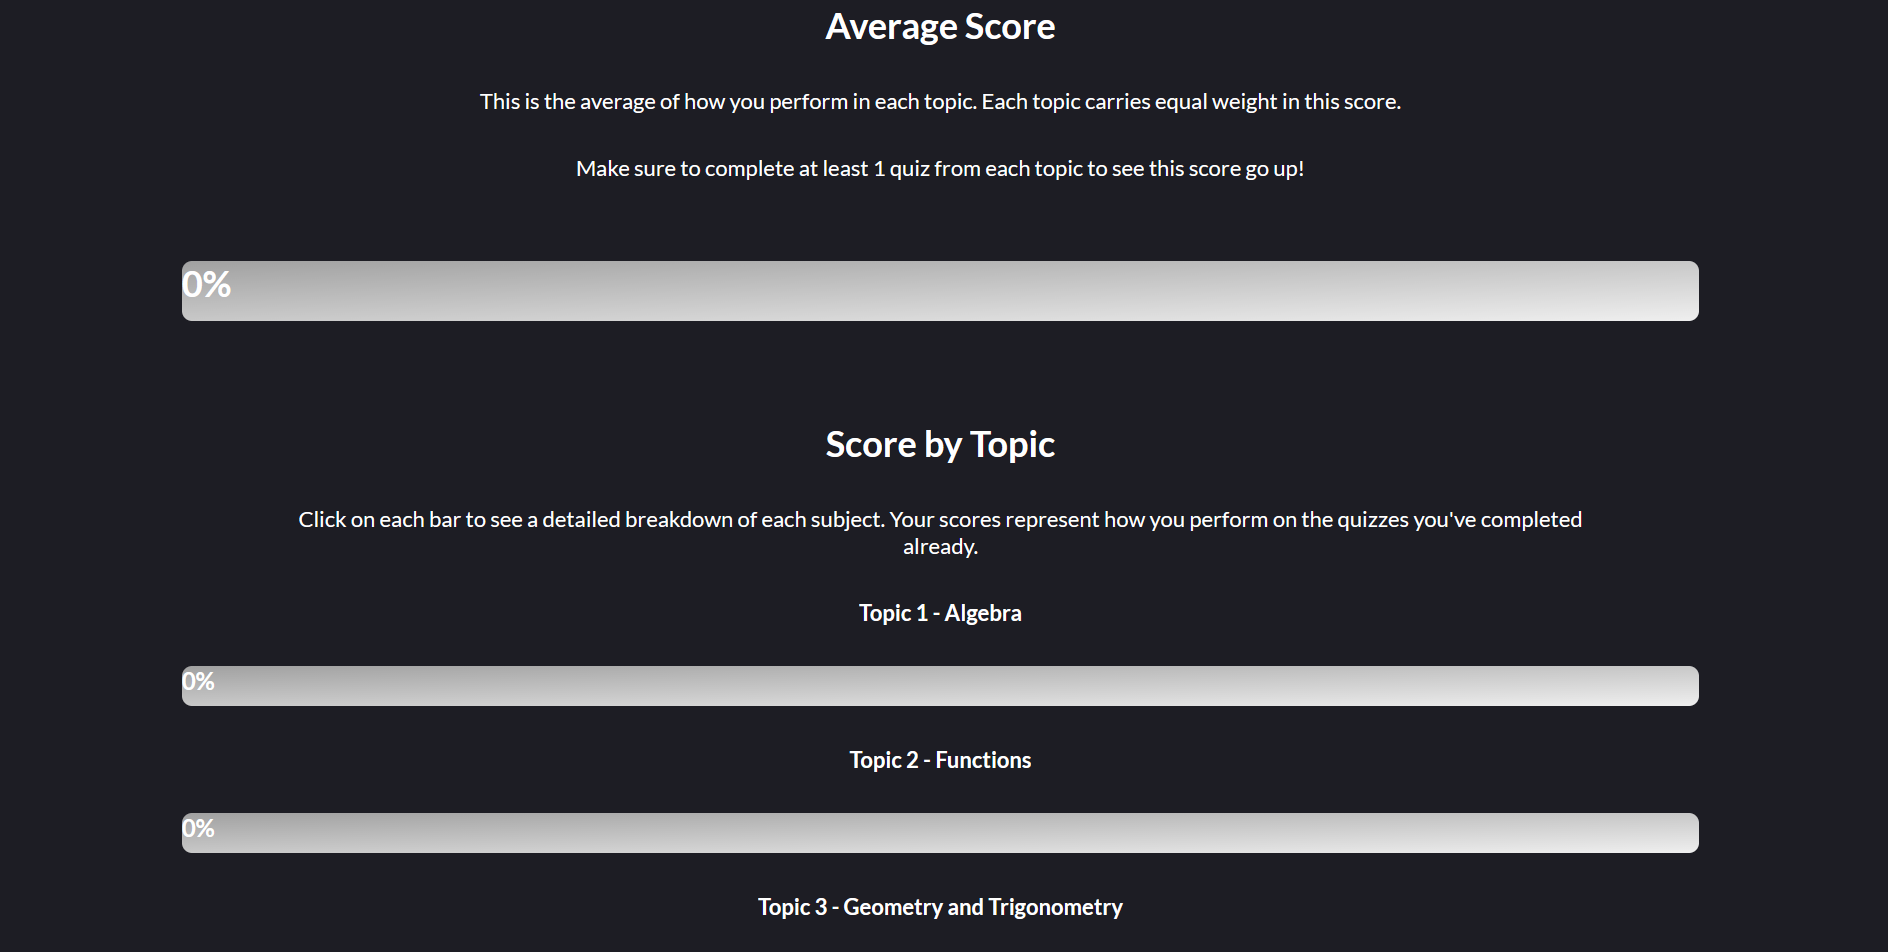 Average Score
This is the average of how you perform in each topic. Each topic carries equal weight in this score.
Make sure to complete at least 1 quiz from each topic to see this score go up!
0%
Score by Topic
Click on each bar to see a detailed breakdown of each subject. Your scores represent how you perform on the quizzes you've completed
already.
Topic 1 - Algebra
0%
Topic 2 - Functions
0%
Topic 3 - Geometry and Trigonometry